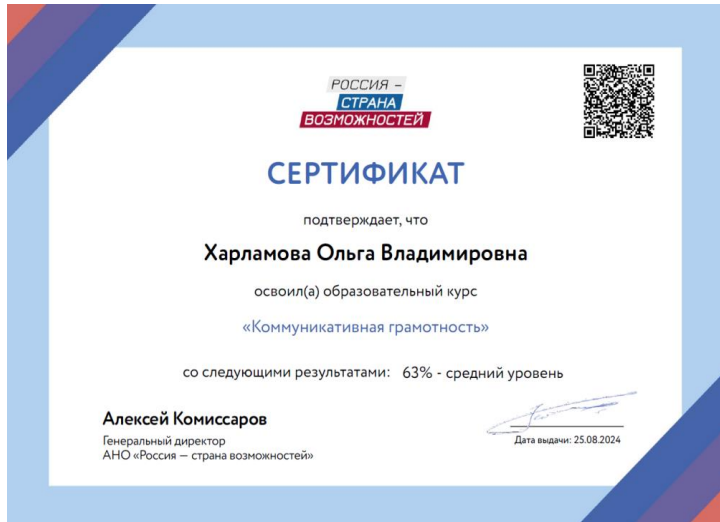 РОССИЯ –
СТРАНА
ВОЗМОЖНОСТЕЙ
СЕРТИФИКАТ
подтверждает, что
Харламова Ольга Владимировна
освоил(а) образовательный курс
«Коммуникативная грамотность»
со следующими результатами: 63% - средний уровень
Алексей Комиссаров
Генеральный директор
АНО «Россия — страна возможностей»
Дата выдачи: 25.08.2024